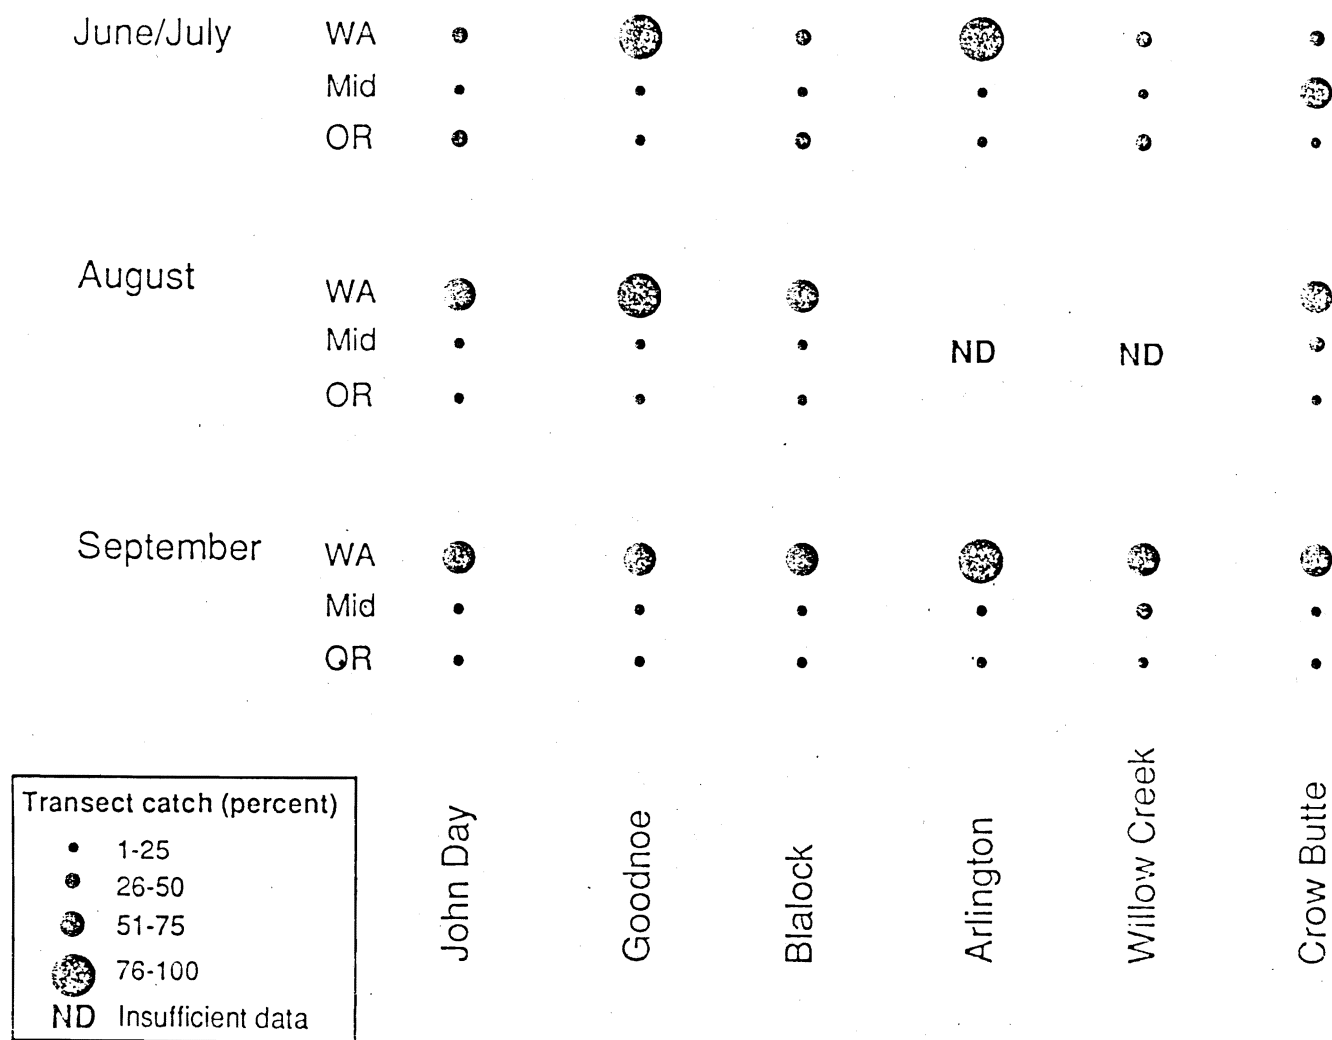 June/July WA
Mid
OR
August WA
Mid
ND ND
OR
September WA
Mid
OR
John Day
Goodnoe
Blalock
Arlington
Willow Creek
Crow Butte
Transect catch (percent)
1-25
26-50
51-75
76-100
ND Insufficient data